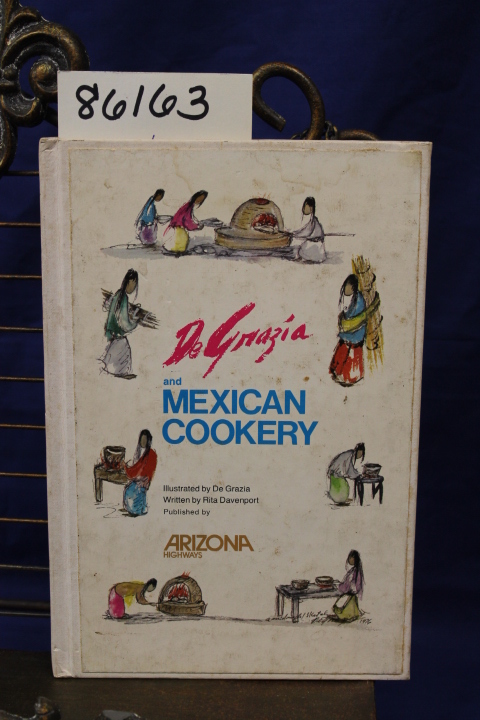 86163
De Grazia
and
MEXICAN
COOKERY
Illustrated by De Grazia
Written by Rita Davenport
Published by
ARIZONA
HIGHWAYS